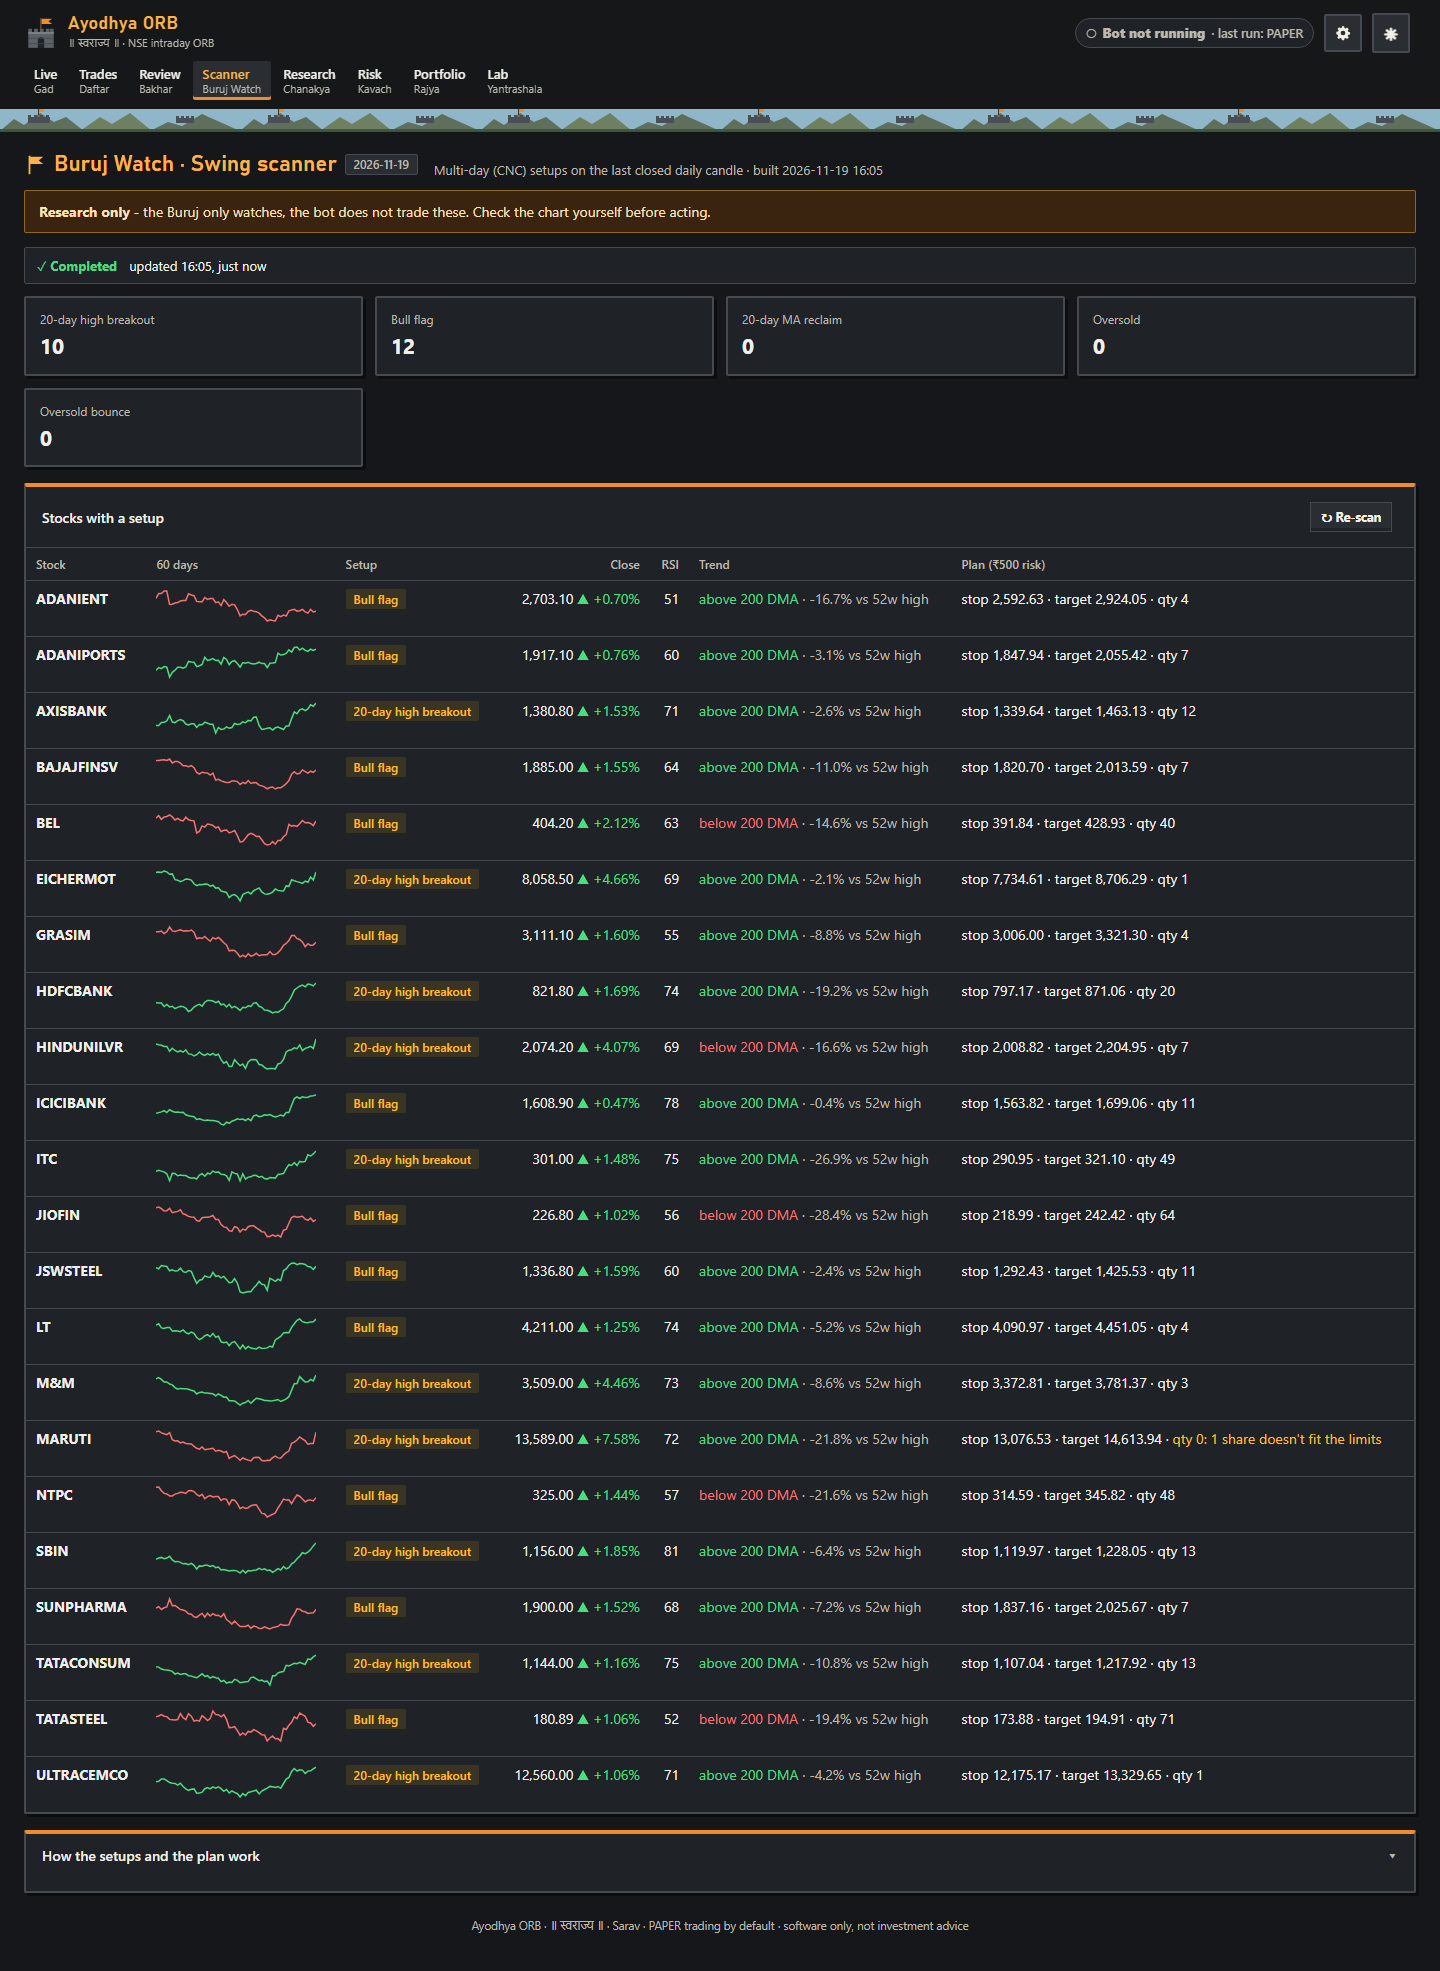 Ayodhya ORB
॥ स्वराज्य ॥ · NSE intraday ORB
Bot not running · last run: PAPER
Live Trades Review Scanner Research Risk Portfolio Lab
Gad Daftar Bakhar Buruj Watch Chanakya Kavach Rajya Yantrashala
Buruj Watch · Swing scanner 2026-11-19 Multi-day (CNC) setups on the last closed daily candle · built 2026-11-19 16:05
Research only - the Buruj only watches, the bot does not trade these. Check the chart yourself before acting.
✓ Completed updated 16:05, just now
20-day high breakout Bull flag 20-day MA reclaim Oversold
10 12 0 0
Oversold bounce
0
Stocks with a setup ↻ Re-scan
Stock 60 days Setup Close RSI Trend Plan (₹500 risk)
ADANIENT Bull flag 2,703.10 ▲ +0.70% 51 above 200 DMA · -16.7% vs 52w high stop 2,592.63 · target 2,924.05 · qty 4
ADANIPORTS Bull flag 1,917.10 ▲ +0.76% 60 above 200 DMA · -3.1% vs 52w high stop 1,847.94 · target 2,055.42 · qty 7
AXISBANK 20-day high breakout 1,380.80 ▲ +1.53% 71 above 200 DMA · -2.6% vs 52w high stop 1,339.64 · target 1,463.13 · qty 12
BAJAJFINSV Bull flag 1,885.00 ▲ +1.55% 64 above 200 DMA · -11.0% vs 52w high stop 1,820.70 · target 2,013.59 · qty 7
BEL Bull flag 404.20 ▲ +2.12% 63 below 200 DMA · -14.6% vs 52w high stop 391.84 · target 428.93 · qty 40
EICHERMOT 20-day high breakout 8,058.50 ▲ +4.66% 69 above 200 DMA · -2.1% vs 52w high stop 7,734.61 · target 8,706.29 · qty 1
GRASIM Bull flag 3,111.10 ▲ +1.60% 55 above 200 DMA · -8.8% vs 52w high stop 3,006.00 · target 3,321.30 · qty 4
HDFCBANK 20-day high breakout 821.80 ▲ +1.69% 74 above 200 DMA · -19.2% vs 52w high stop 797.17 · target 871.06 · qty 20
HINDUNILVR 20-day high breakout 2,074.20 ▲ +4.07% 69 below 200 DMA · -16.6% vs 52w high stop 2,008.82 · target 2,204.95 · qty 7
ICICIBANK Bull flag 1,608.90 ▲ +0.47% 78 above 200 DMA · -0.4% vs 52w high stop 1,563.82 · target 1,699.06 · qty 11
ITC 20-day high breakout 301.00 ▲ +1.48% 75 above 200 DMA · -26.9% vs 52w high stop 290.95 · target 321.10 · qty 49
JIOFIN Bull flag 226.80 ▲ +1.02% 56 below 200 DMA · -28.4% vs 52w high stop 218.99 · target 242.42 · qty 64
JSWSTEEL Bull flag 1,336.80 ▲ +1.59% 60 above 200 DMA · -2.4% vs 52w high stop 1,292.43 · target 1,425.53 · qty 11
LT Bull flag 4,211.00 ▲ +1.25% 74 above 200 DMA · -5.2% vs 52w high stop 4,090.97 · target 4,451.05 · qty 4
M&M 20-day high breakout 3,509.00 ▲ +4.46% 73 above 200 DMA · -8.6% vs 52w high stop 3,372.81 · target 3,781.37 · qty 3
MARUTI 20-day high breakout 13,589.00 ▲ +7.58% 72 above 200 DMA · -21.8% vs 52w high stop 13,076.53 · target 14,613.94 · qty 0: 1 share doesn't fit the limits
NTPC Bull flag 325.00 ▲ +1.44% 57 below 200 DMA · -21.6% vs 52w high stop 314.59 · target 345.82 · qty 48
SBIN 20-day high breakout 1,156.00 ▲ +1.85% 81 above 200 DMA · -6.4% vs 52w high stop 1,119.97 · target 1,228.05 · qty 13
SUNPHARMA Bull flag 1,900.00 ▲ +1.52% 68 above 200 DMA · -7.2% vs 52w high stop 1,837.16 · target 2,025.67 · qty 7
TATACONSUM 20-day high breakout 1,144.00 ▲ +1.16% 75 above 200 DMA · -10.8% vs 52w high stop 1,107.04 · target 1,217.92 · qty 13
TATASTEEL Bull flag 180.89 ▲ +1.06% 52 below 200 DMA · -19.4% vs 52w high stop 173.88 · target 194.91 · qty 71
ULTRACEMCO 20-day high breakout 12,560.00 ▲ +1.06% 71 above 200 DMA · -4.2% vs 52w high stop 12,175.17 · target 13,329.65 · qty 1
How the setups and the plan work
Ayodhya ORB · ॥ स्वराज्य ॥ · Sarav · PAPER trading by default · software only, not investment advice